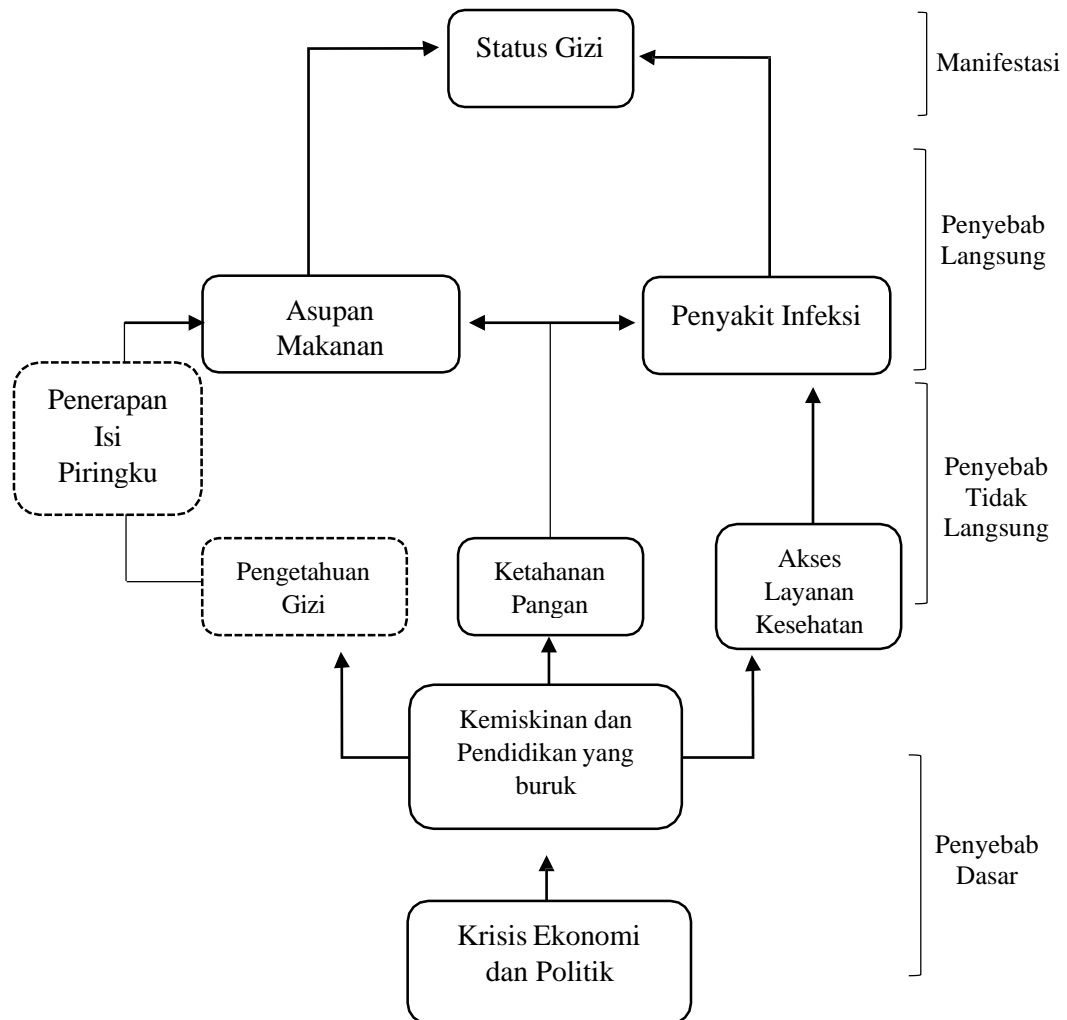 Status Gizi
Manifestasi
Penyebab
Langsung
Asupan
Makanan
Penyakit Infeksi
Penerapan
Isi
Piringku
Penyebab
Tidak
Langsung
Pengetahuan
Gizi
Ketahanan
Pangan
Akses
Layanan
Kesehatan
Kemiskinan dan
Pendidikan yang
buruk
Penyebab
Dasar
Krisis Ekonomi
dan Politik